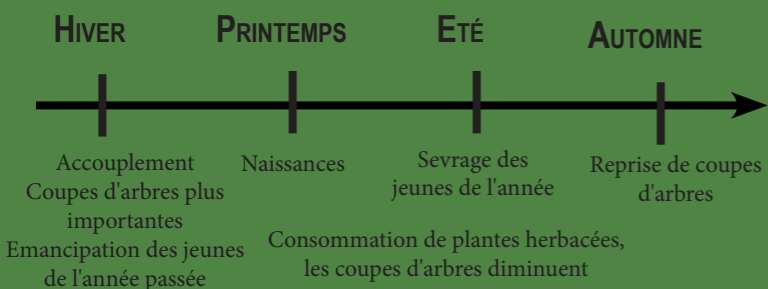 HIVER
PRINTEMPS
ETÉ
AUTOMNE
Accouplement
Coupes d'arbres plus
importantes
Emancipation des jeunes
de l'année passée
Naissances
Sevrage des
jeunes de l'année
Consommation de plantes herbacées,
les coupes d'arbres diminuent
Reprise de coupes
d'arbres